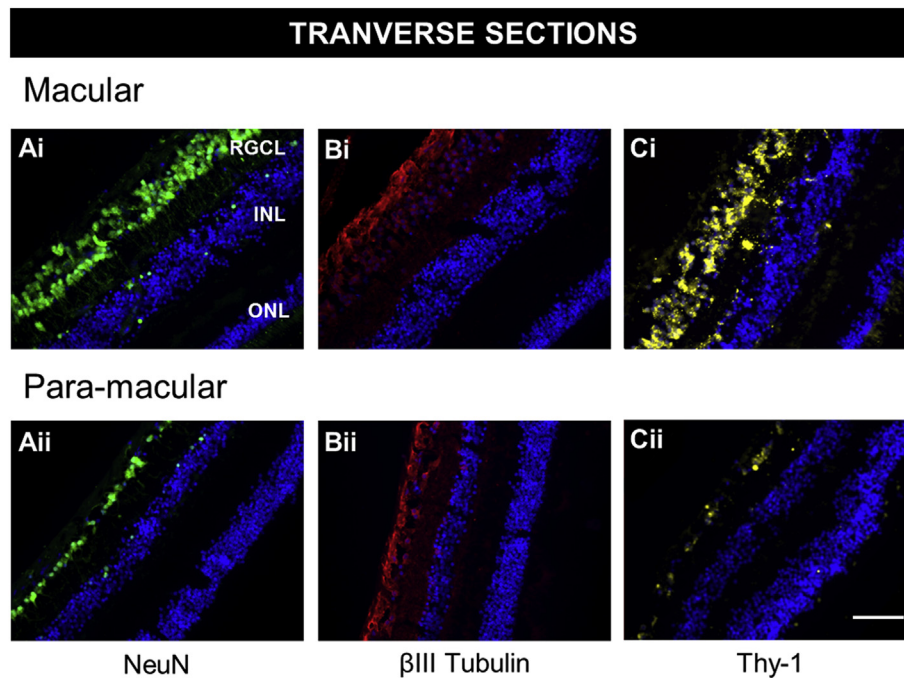 TRANVERSE SECTIONS
Macular
Ai
RGCL
INL
ONL
Bi
Ci
Para-macular
Aii
Bii
Cii
NeuN
βIII Tubulin
Thy-1